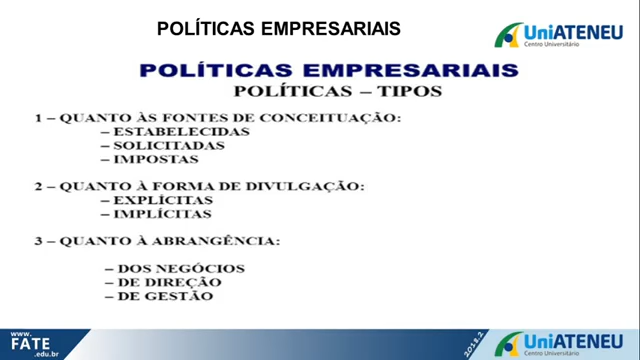 POLÍTICAS EMPRESARIAIS
UniATENEU
Centro Universitário
POLÍTICAS EMPRESARIAIS
POLÍTICAS – TIPOS
1 – QUANTO ÀS FONTES DE CONCEITUAÇÃO:
– ESTABELECIDAS
– SOLICITADAS
– IMPOSTAS
2 – QUANTO À FORMA DE DIVULGAÇÃO:
– EXPLÍCITAS
– IMPLÍCITAS
3 – QUANTO À ABRANGÊNCIA:
– DOS NEGÓCIOS
– DE DIREÇÃO
– DE GESTÃO
www.
FATE
.edu.br
2018.2
UniATENEU
Centro Universitário